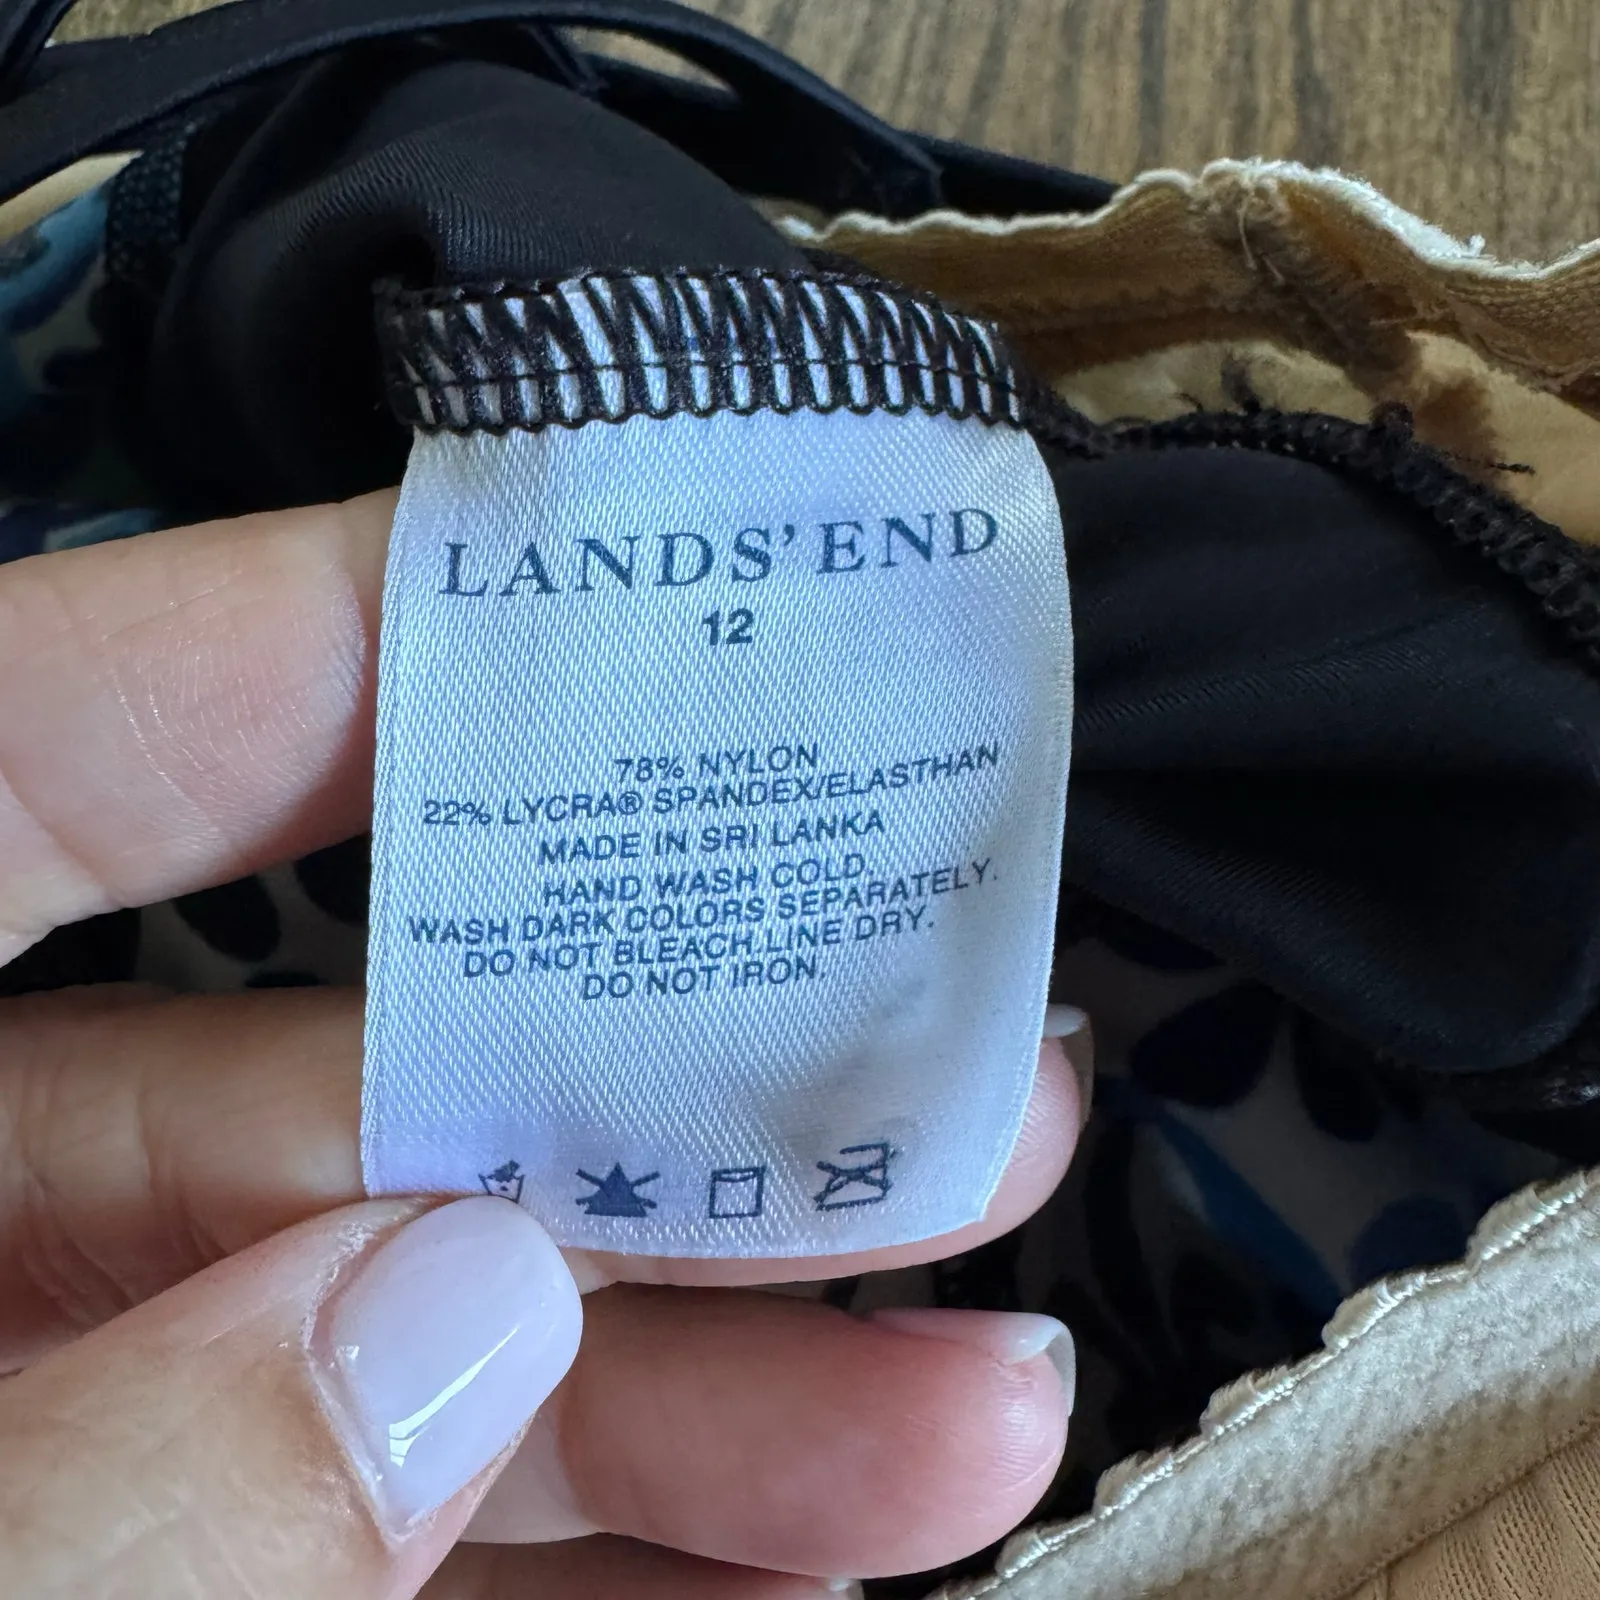 LANDS' END
12
78% NYLON
22% LYCRA® SPANDEX/ELASTHAN
MADE IN SRI LANKA
HAND WASH COLD.
WASH DARK COLORS SEPARATELY.
DO NOT BLEACH.LINE DRY.
DO NOT IRON